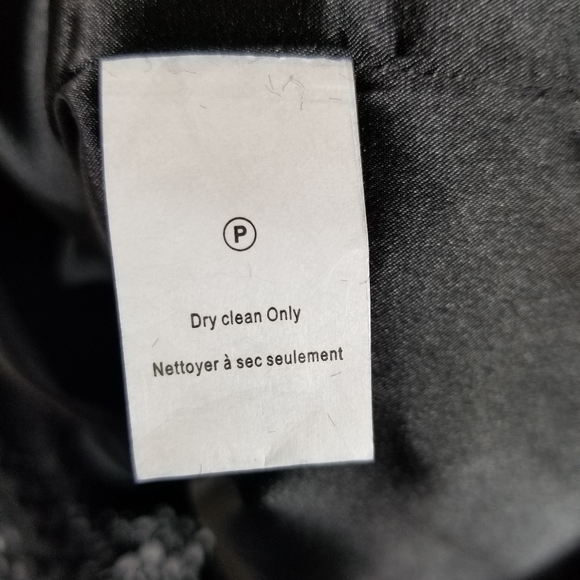 P
Dry clean Only
Nettoyer à sec seulement